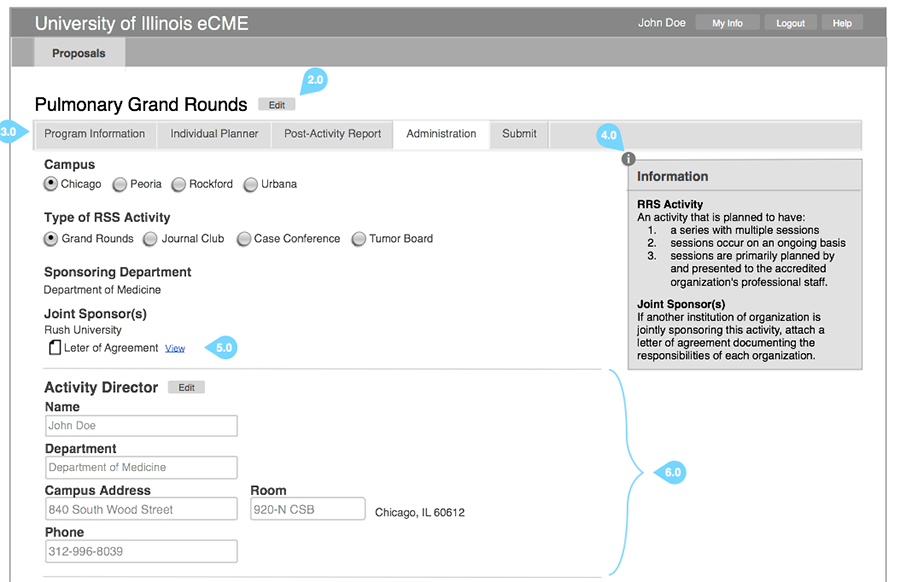 University of Illinois eCME
John Doe My Info Logout Help
Proposals
2.0
Pulmonary Grand Rounds Edit
3.0
Program Information Individual Planner Post-Activity Report Administration Submit
4.0
i
Campus
Chicago Peoria Rockford Urbana
Type of RSS Activity
Grand Rounds Journal Club Case Conference Tumor Board
Sponsoring Department
Department of Medicine
Joint Sponsor(s)
Rush University
Leter of Agreement View
5.0
Information
RRS Activity
An activity that is planned to have:
1. a series with multiple sessions
2. sessions occur on an ongoing basis
3. sessions are primarily planned by
and presented to the accredited
organization's professional staff.
Joint Sponsor(s)
If another institution of organization is
jointly sponsoring this activity, attach a
letter of agreement documenting the
responsibilities of each organization.
Activity Director Edit
Name
John Doe
Department
Department of Medicine
Campus Address Room
840 South Wood Street 920-N CSB Chicago, IL 60612
Phone
312-996-8039
6.0